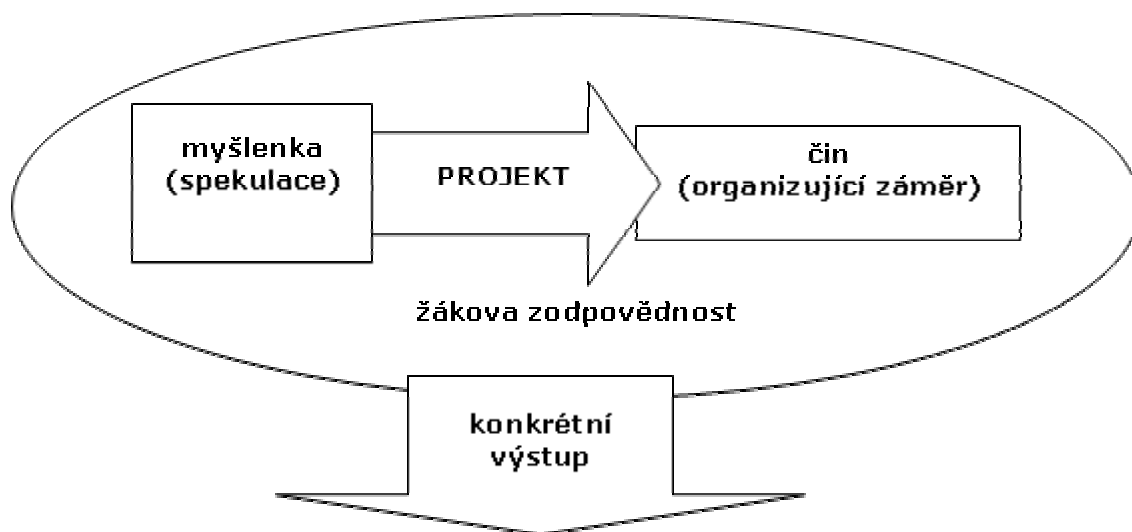 myšlenka
(spekulace)
PROJEKT
čin
(organizující záměr)
žákova zodpovědnost
konkrétní
výstup